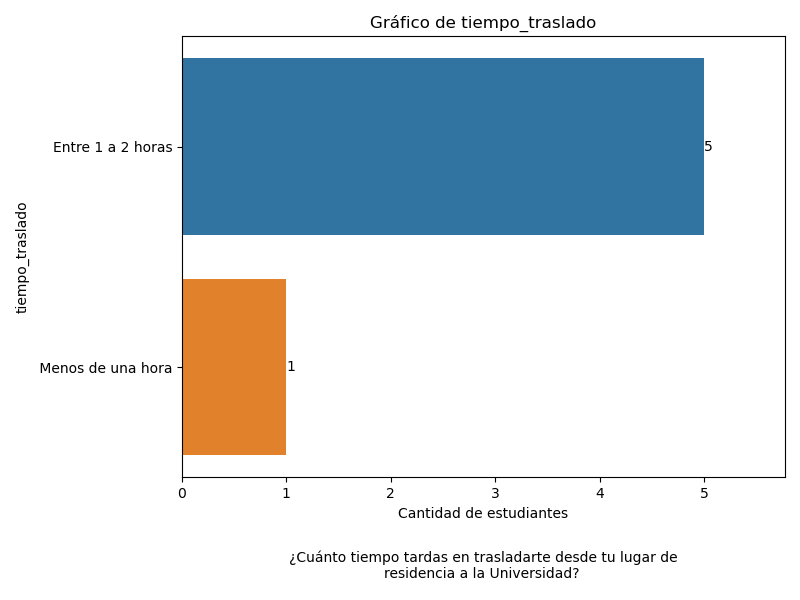 Gráfico de tiempo_traslado
tiempo_traslado
Entre 1 a 2 horas
5
Menos de una hora
1
0 1 2 3 4 5
Cantidad de estudiantes
¿Cuánto tiempo tardas en trasladarte desde tu lugar de
residencia a la Universidad?